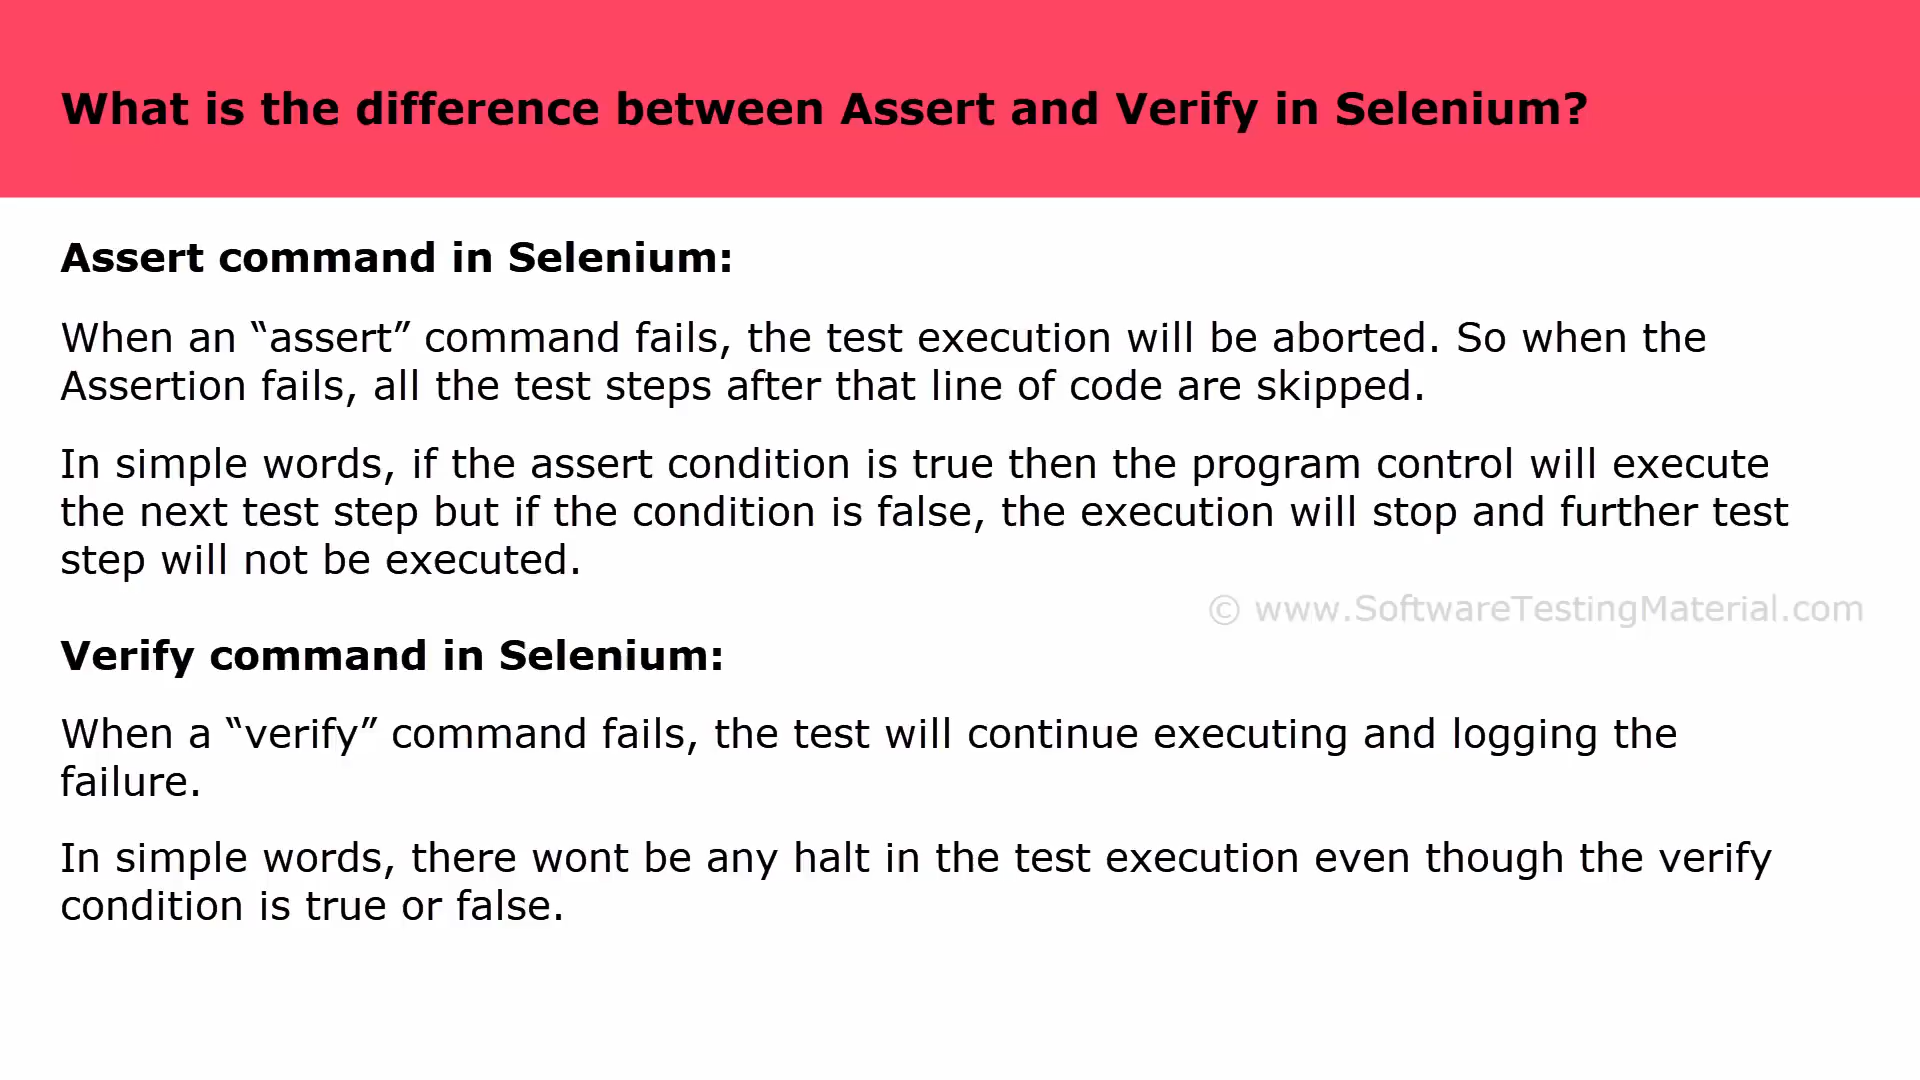 What is the difference between Assert and Verify in Selenium?
Assert command in Selenium:
When an “assert” command fails, the test execution will be aborted. So when the
Assertion fails, all the test steps after that line of code are skipped.
In simple words, if the assert condition is true then the program control will execute
the next test step but if the condition is false, the execution will stop and further test
step will not be executed.
© www.SoftwareTestingMaterial.com
Verify command in Selenium:
When a “verify” command fails, the test will continue executing and logging the
failure.
In simple words, there wont be any halt in the test execution even though the verify
condition is true or false.